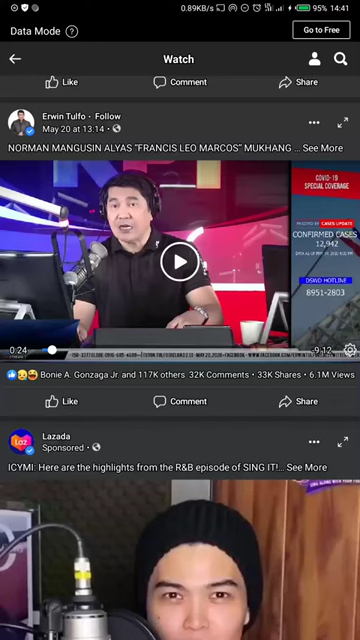 0.89KB/s 95% 14:41
Data Mode Go to Free
Watch
Like Comment Share
Erwin Tulfo · Follow
May 20 at 13:14 ·
NORMAN MANGUSIN ALYAS "FRANCIS LEO MARCOS" MUKHANG ... See More
COVID-19
SPECIAL COVERAGE
CASES UPDATE
CONFIRMED CASES
12,942
DSWD HOTLINE
8951-2803
0:24 -9:12
Bonie A. Gonzaga Jr. and 117K others 32K Comments · 33K Shares · 6.1M Views
Like Comment Share
Laz
Lazada
Sponsored ·
ICYMI: Here are the highlights from the R&B episode of SING IT!... See More